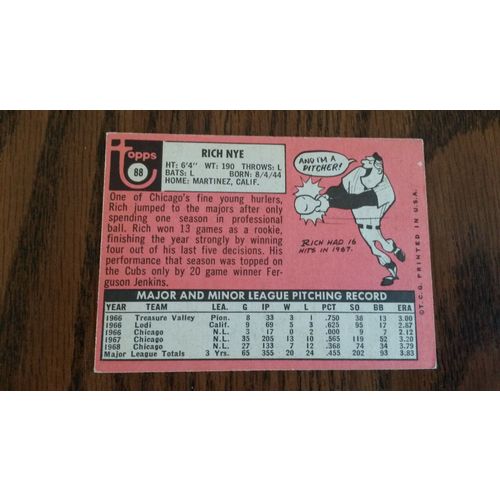 topps
88
RICH NYE
HT: 6'4" WT: 190 THROWS: L
BATS: L BORN: 8/4/44
HOME: MARTINEZ, CALIF.
AND I'M A
PITCHER!
RICH HAD 16
HITS IN 1967.
One of Chicago's fine young hurlers,
Rich jumped to the majors after only
spending one season in professional
ball. Rich won 13 games as a rookie,
finishing the year strongly by winning
four out of his last five decisions. His
performance that season was topped on
the Cubs only by 20 game winner Fer-
guson Jenkins.
©T.C.G. PRINTED IN U.S.A.
MAJOR AND MINOR LEAGUE PITCHING RECORD
YEAR TEAM LEA. G IP W L PCT SO BB ERA
1966 Treasure Valley Pion. 8 33 3 1 .750 38 13 3.00
1966 Lodi Calif. 9 69 5 3 .625 95 17 2.87
1966 Chicago N.L. 3 17 0 2 .000 9 6 2.12
1967 Chicago N.L. 35 205 13 10 .565 119 52 3.20
1968 Chicago N.L. 27 133 7 12 .368 74 34 3.79
Major League Totals 3 Yrs. 65 355 20 24 .455 202 93 3.83